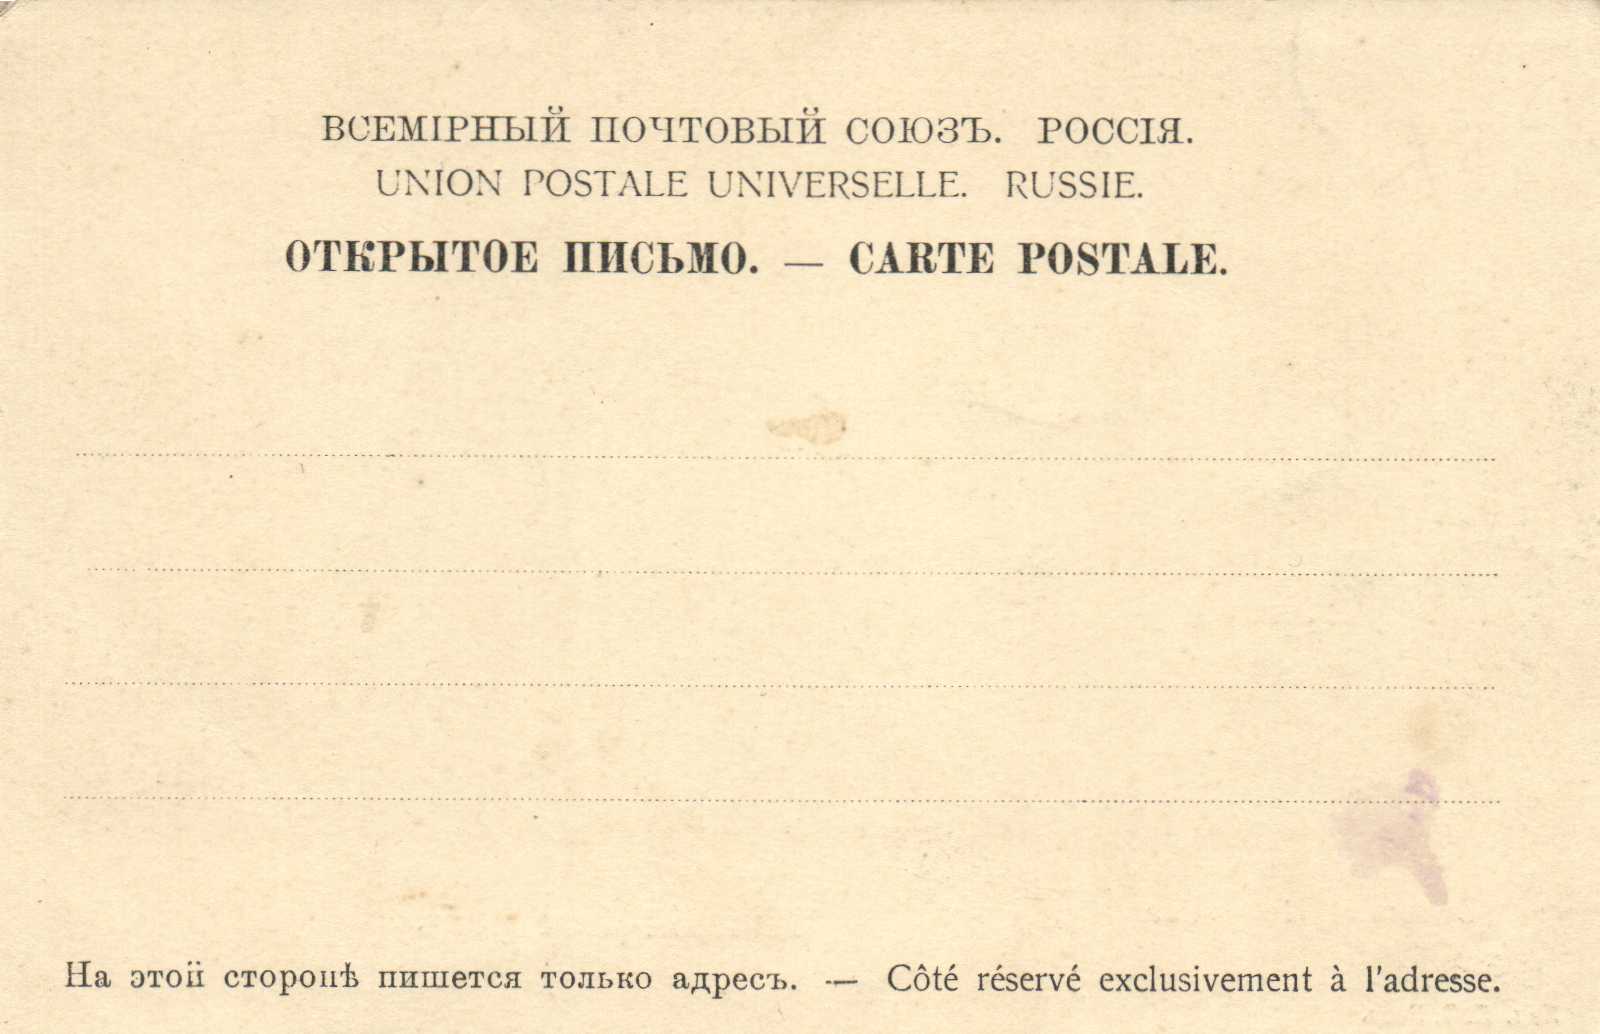 ВСЕМІРНЫЙ ПОЧТОВЫЙ СОЮЗЪ. РОССІЯ.
UNION POSTALE UNIVERSELLE. RUSSIE.
ОТКРЫТОЕ ПИСЬМО. — CARTE POSTALE.
На этой сторонѣ пишется только адресъ. — Côté réservé exclusivement à l'adresse.